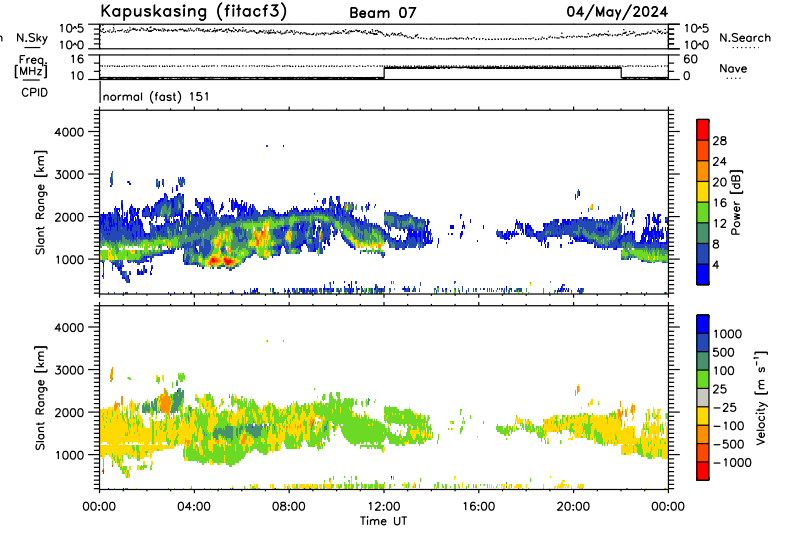 Kapuskasing (fitacf3) Beam 07 04/May/2024
N.Sky 10^5 10^5 N.Search
10^0 10^0
Freq. 16 60
[MHz] 10 0 Nave
CPID normal (fast) 151
4000
3000
2000
1000
Slant Range [km]
28
24
20
16
12
8
4
Power [dB]
4000
3000
2000
1000
Slant Range [km]
1000
500
100
25
-25
-100
-500
-1000
Velocity [m s⁻¹]
00:00 04:00 08:00 12:00 16:00 20:00 00:00
Time UT